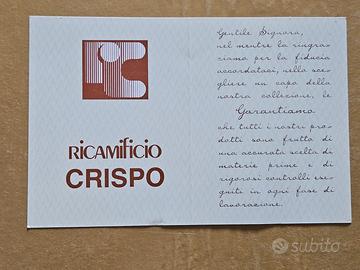 RICAMIFICIO
CRISPO
Gentile Signora,
nel mentre la ringra-
ziamo per la fiducia
accordataci, nello sce-
gliere un capo della
nostra collezione, le
Garantiamo
che tutti i nostri pro-
dotti sono frutto di
una accurata scelta di
materie prime e di
rigorosi controlli ese-
guiti in ogni fase di
lavorazione.
subito